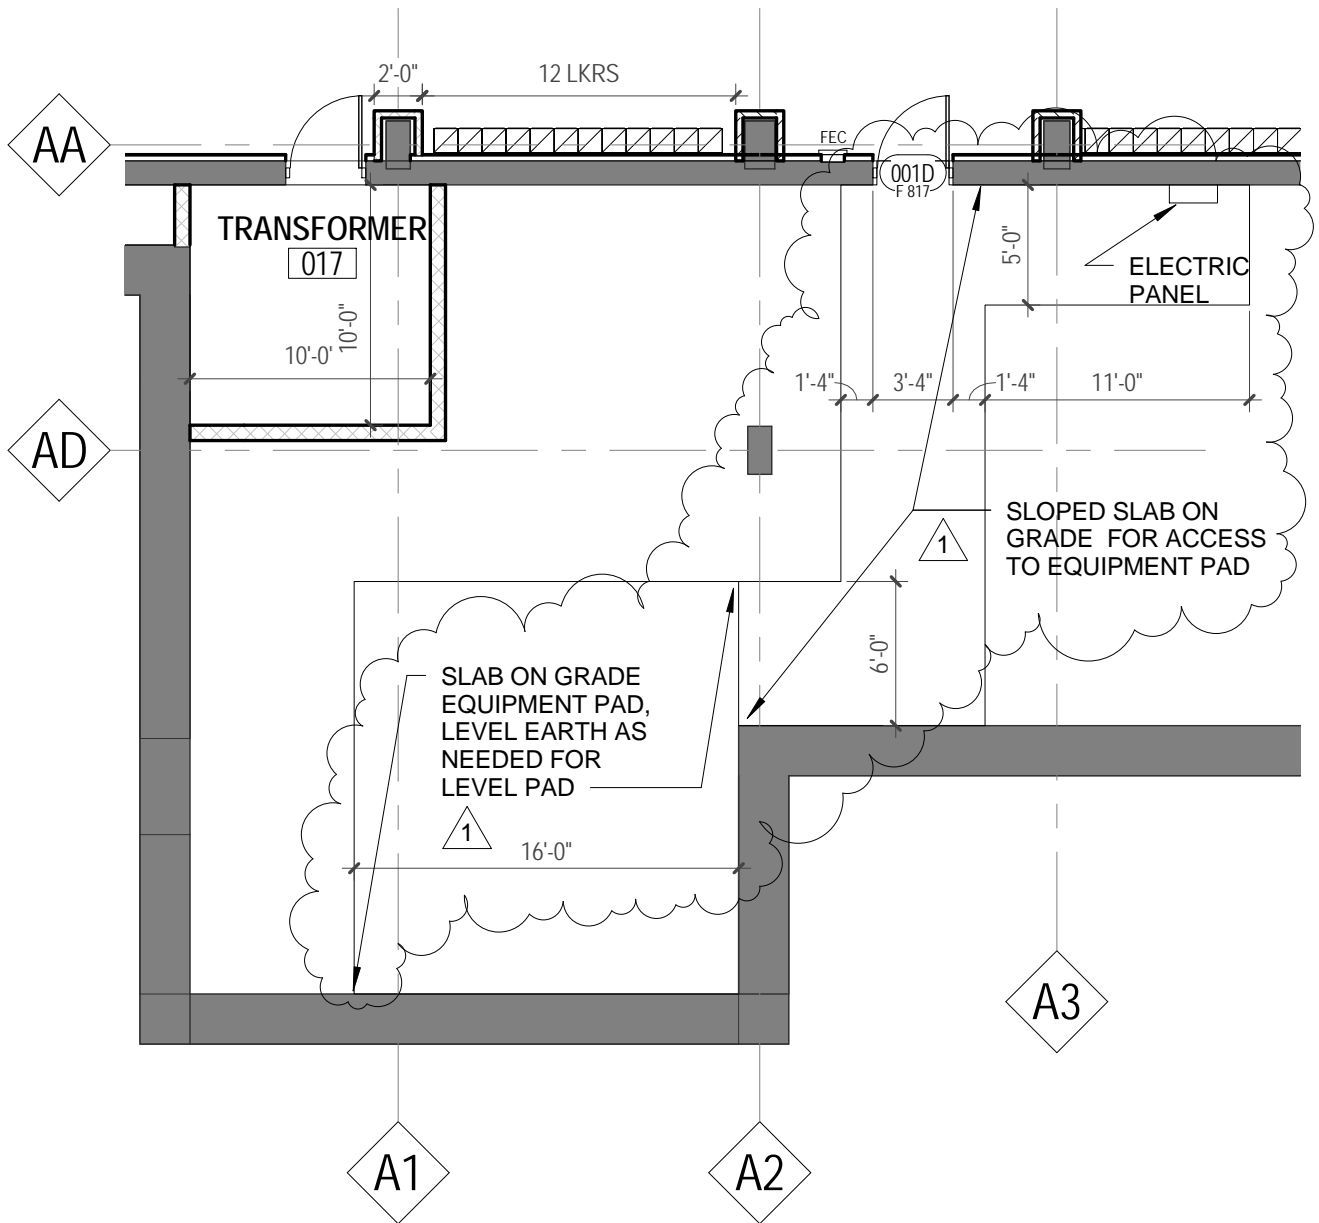 2'-0"
12 LKRS
AA
FEC
001D
F 817
TRANSFORMER
017
5'-0"
ELECTRIC
PANEL
10'-0'
10'-0"
1'-4"
3'-4"
1'-4"
11'-0"
AD
SLOPED SLAB ON
GRADE FOR ACCESS
TO EQUIPMENT PAD
1
6'-0"
SLAB ON GRADE
EQUIPMENT PAD,
LEVEL EARTH AS
NEEDED FOR
LEVEL PAD
1
16'-0"
A3
A1
A2